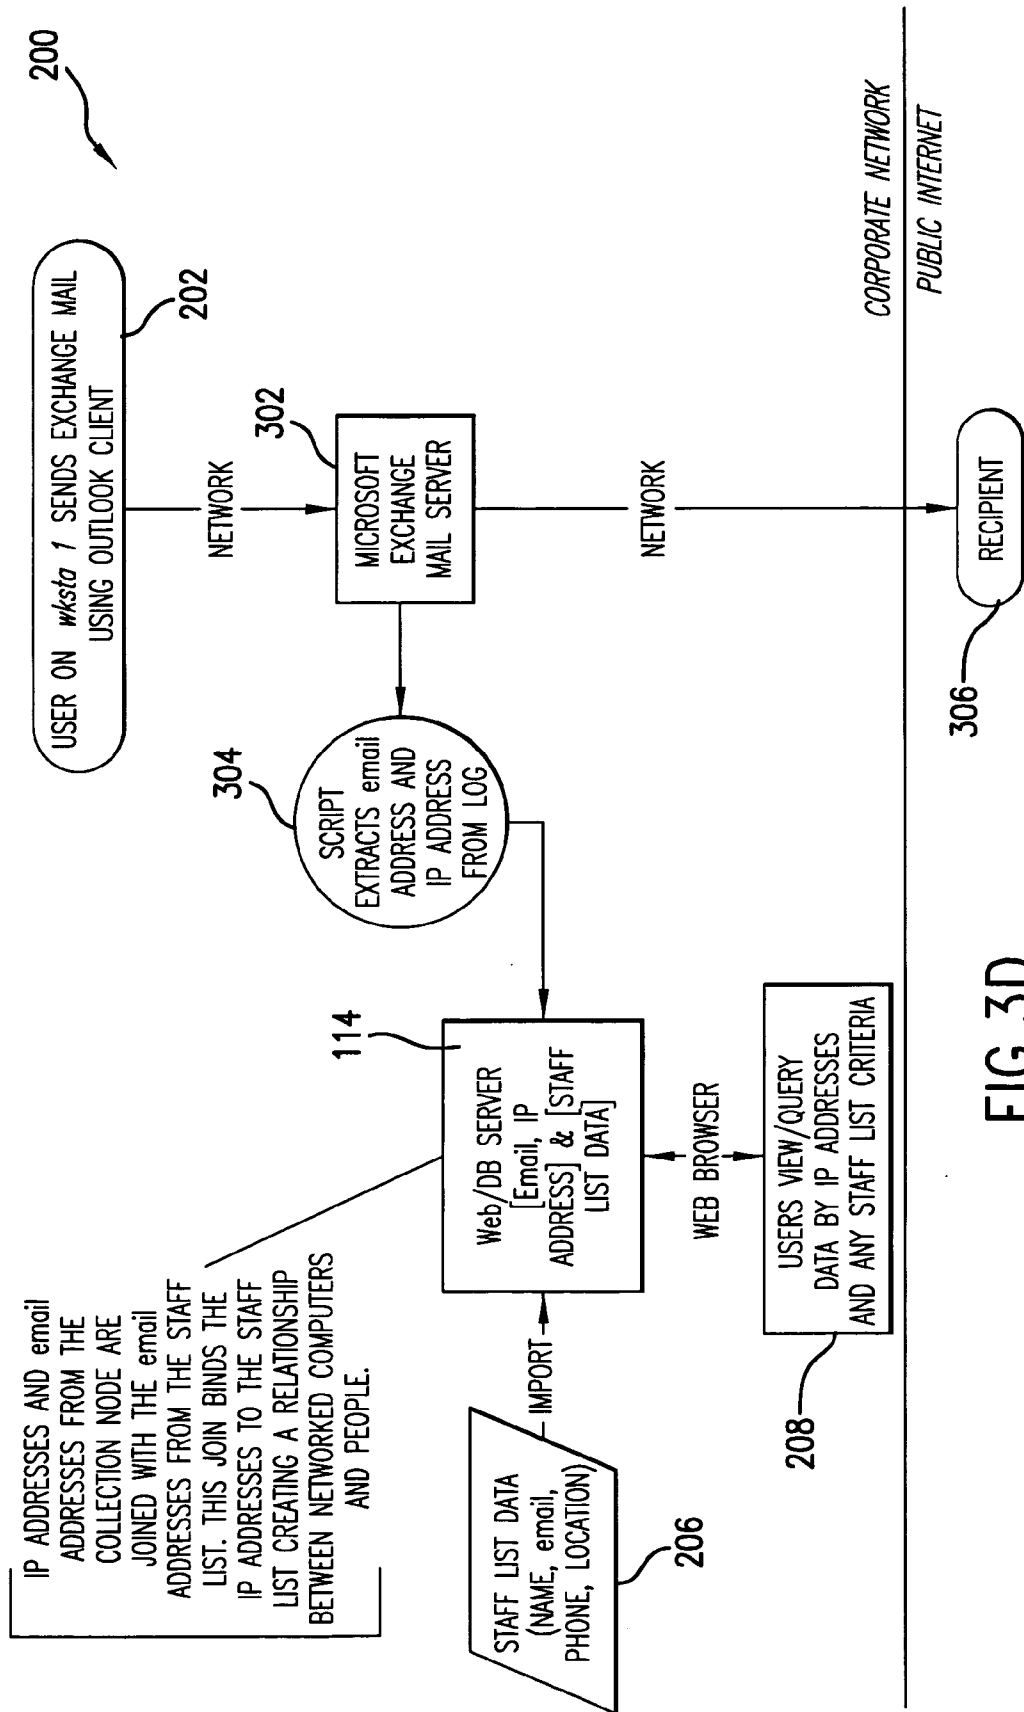 200
USER ON wksta 1 SENDS EXCHANGE MAIL
USING OUTLOOK CLIENT
202
NETWORK
302
MICROSOFT
EXCHANGE
MAIL SERVER
NETWORK
304
SCRIPT
EXTRACTS email
ADDRESS AND
IP ADDRESS
FROM LOG
IP ADDRESSES AND email
ADDRESSES FROM THE
COLLECTION NODE ARE
JOINED WITH THE email
ADDRESSES FROM THE STAFF
LIST. THIS JOIN BINDS THE
IP ADDRESSES TO THE STAFF
LIST CREATING A RELATIONSHIP
BETWEEN NETWORKED COMPUTERS
AND PEOPLE.
114
Web/DB SERVER
[Email, IP
ADDRESS] & [STAFF
LIST DATA]
STAFF LIST DATA
(NAME, email,
PHONE, LOCATION)
206
IMPORT
WEB BROWSER
USERS VIEW/QUERY
DATA BY IP ADDRESSES
AND ANY STAFF LIST CRITERIA
208
CORPORATE NETWORK
PUBLIC INTERNET
RECIPIENT
306
FIG.3D